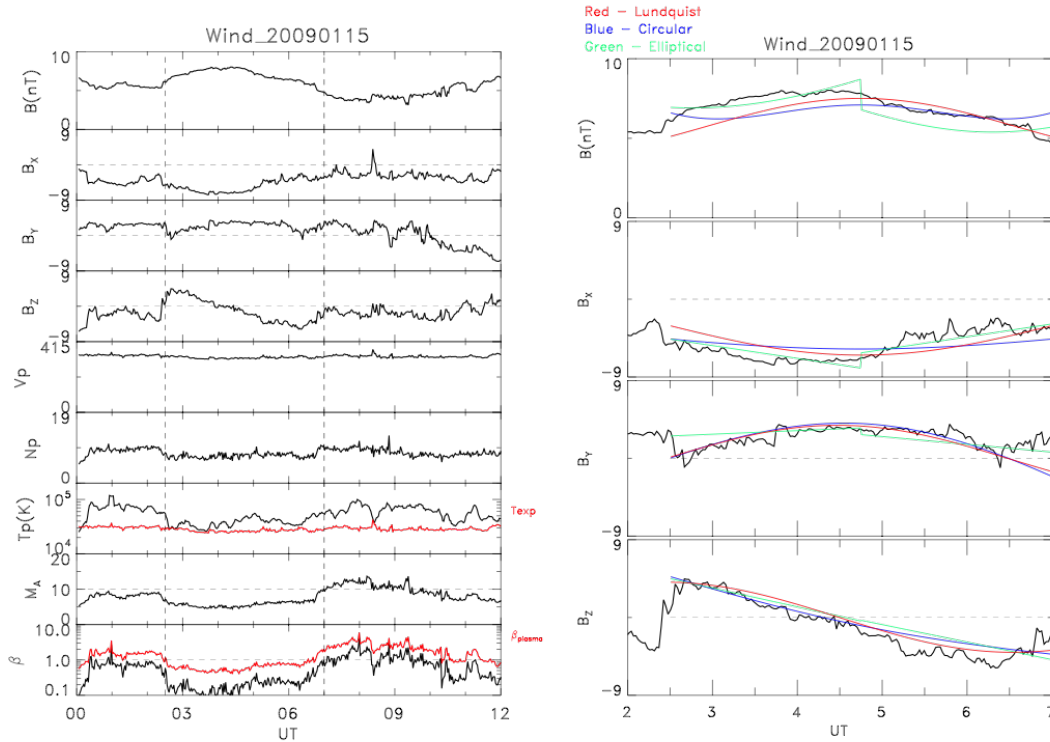 Wind_20090115
10
B(nT)
0
9
B_X
-9
9
B_Y
-9
9
B_Z
-9
415
Vp
0
19
Np
0
10^5
Tp(K)
Texp
10^4
20
M_A
10
0
10.0
β_plasma
β
1.0
0.1
00 03 06 09 12
UT
Red - Lundquist
Blue - Circular
Green - Elliptical
Wind_20090115
10
B(nT)
0
9
B_X
-9
9
B_Y
-9
9
B_Z
-9
2 3 4 5 6 7
UT